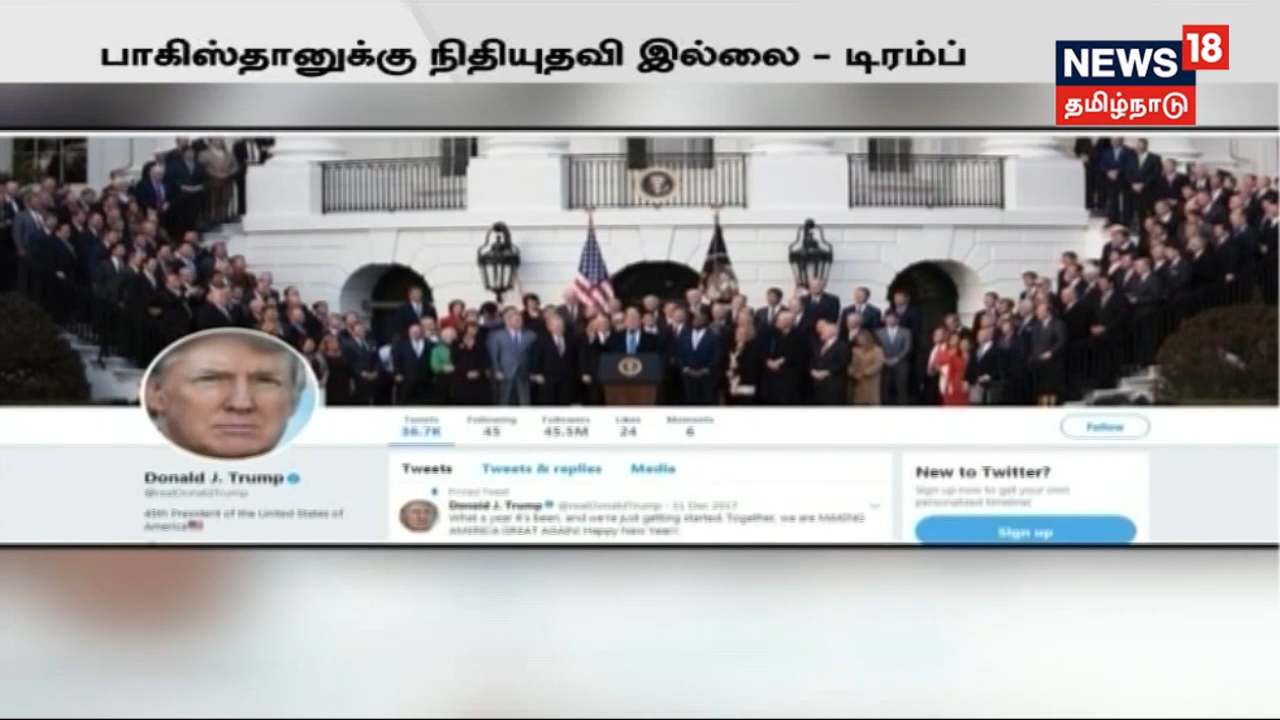 பாகிஸ்தானுக்கு நிதியுதவி இல்லை – டிரம்ப்
NEWS 18
தமிழ்நாடு
Tweets Following Followers Likes Moments
36.7K 45 45.5M 24 6
Follow
Donald J. Trump
@realDonaldTrump
45th President of the United States of
America
Tweets Tweets & replies Media
Pinned Tweet
Donald J. Trump @realDonaldTrump · 31 Dec 2017
What a year it's been, and we're just getting started. Together, we are MAKING
AMERICA GREAT AGAIN! Happy New Year!!
New to Twitter?
Sign up now to get your own
personalized timeline!
Sign up